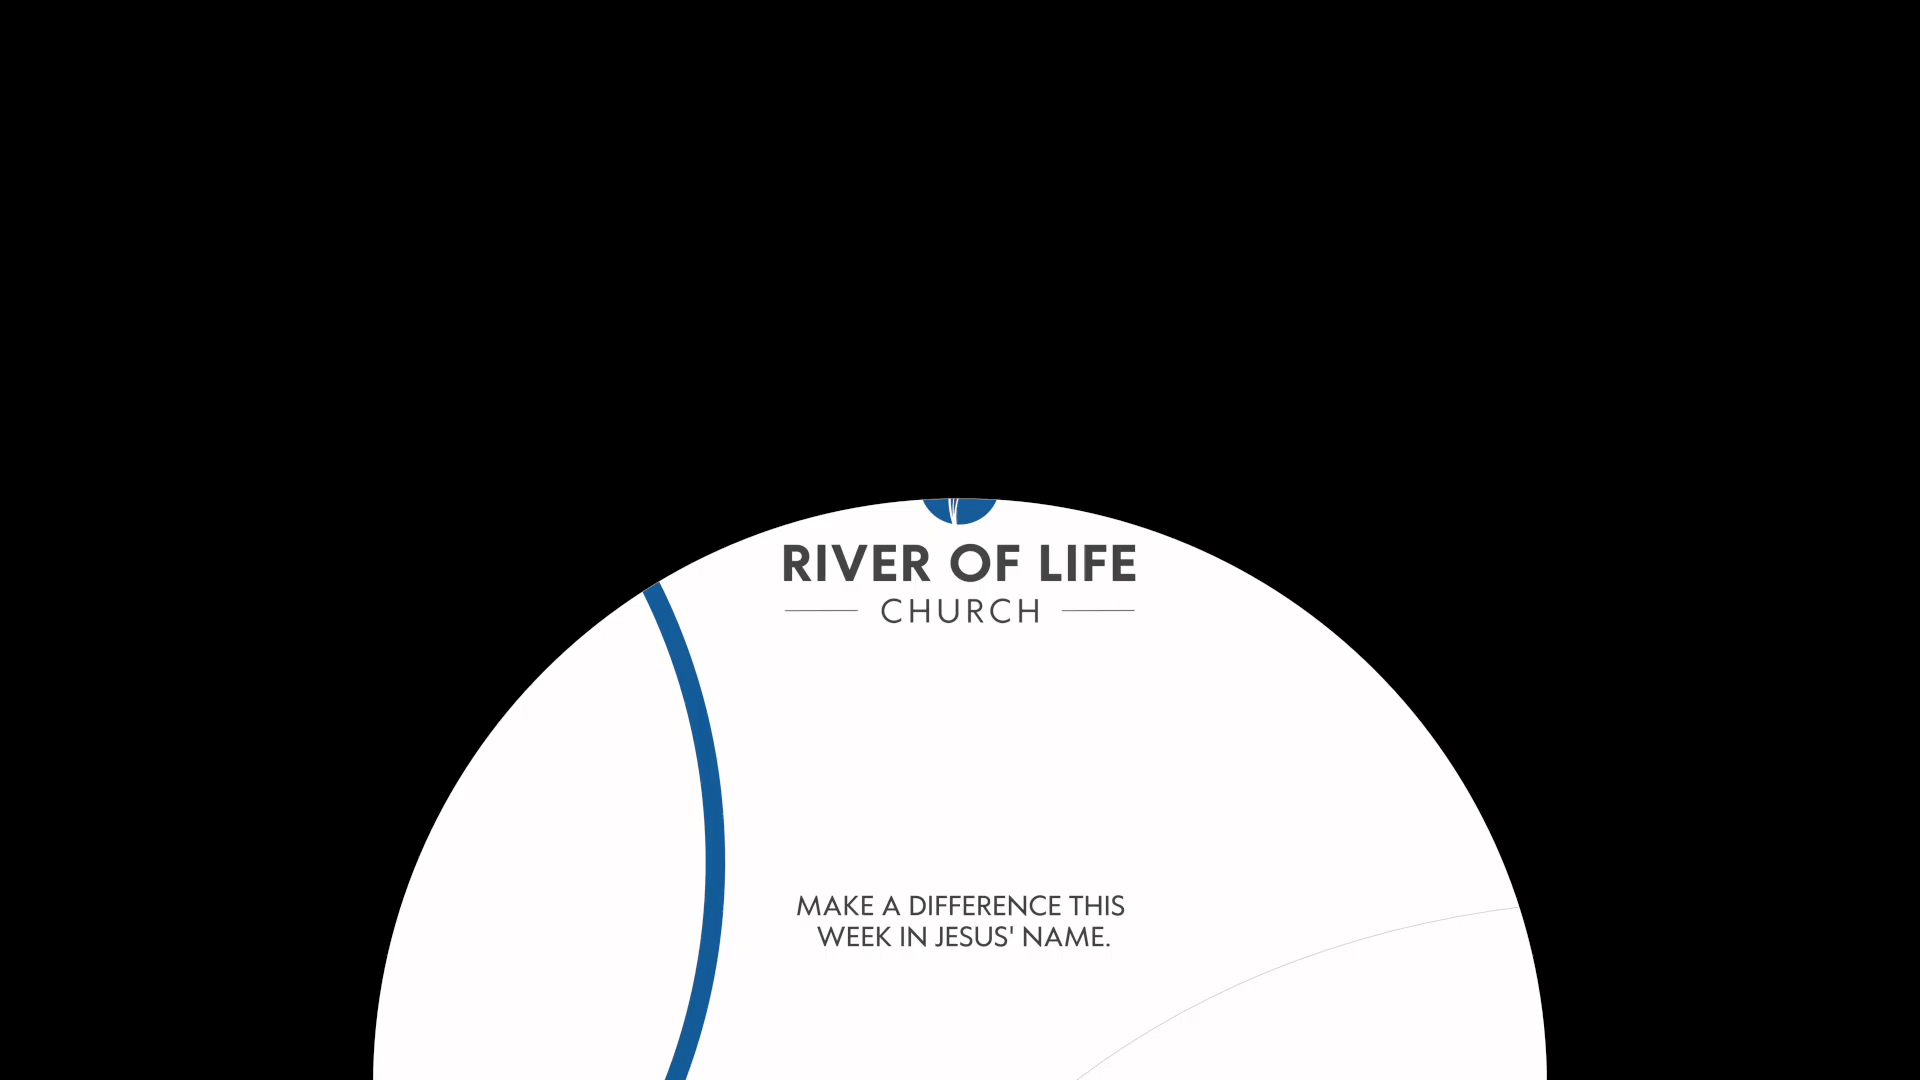 RIVER OF LIFE
CHURCH
MAKE A DIFFERENCE THIS
WEEK IN JESUS' NAME.